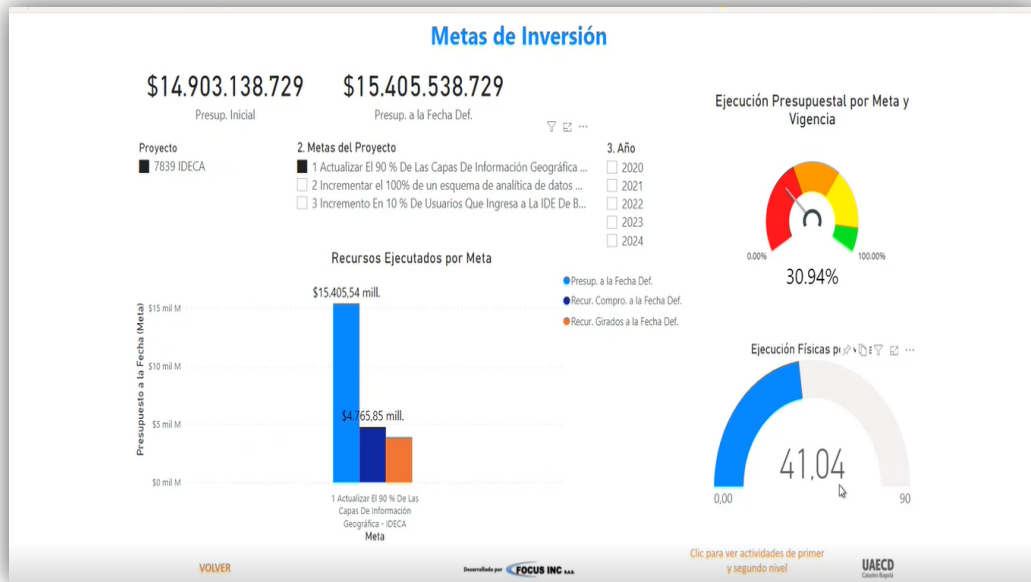 Metas de Inversión
$14.903.138.729
Presup. Inicial
$15.405.538.729
Presup. a la Fecha Def.
Proyecto
7839 IDECA
2. Metas del Proyecto
1 Actualizar El 90 % De Las Capas De Información Geográfica ...
2 Incrementar el 100% de un esquema de analítica de datos ...
3 Incremento En 10 % De Usuarios Que Ingresa a La IDE De B...
3. Año
2020
2021
2022
2023
2024
Ejecución Presupuestal por Meta y
Vigencia
0.00%
100.00%
30.94%
Recursos Ejecutados por Meta
Presupuesto a la Fecha (Meta)
$15 mil M
$10 mil M
$5 mil M
$0 mil M
$15.405,54 mill.
$4.765,85 mill.
1 Actualizar El 90 % De Las
Capas De Información
Geográfica - IDECA
Meta
Presup. a la Fecha Def.
Recur. Compro. a la Fecha Def.
Recur. Girados a la Fecha Def.
Ejecución Físicas
41,04
0,00
90
VOLVER
Desarrollado por FOCUS INC S.A.S.
Clic para ver actividades de primer
y segundo nivel
UAECD
Catastro Bogotá